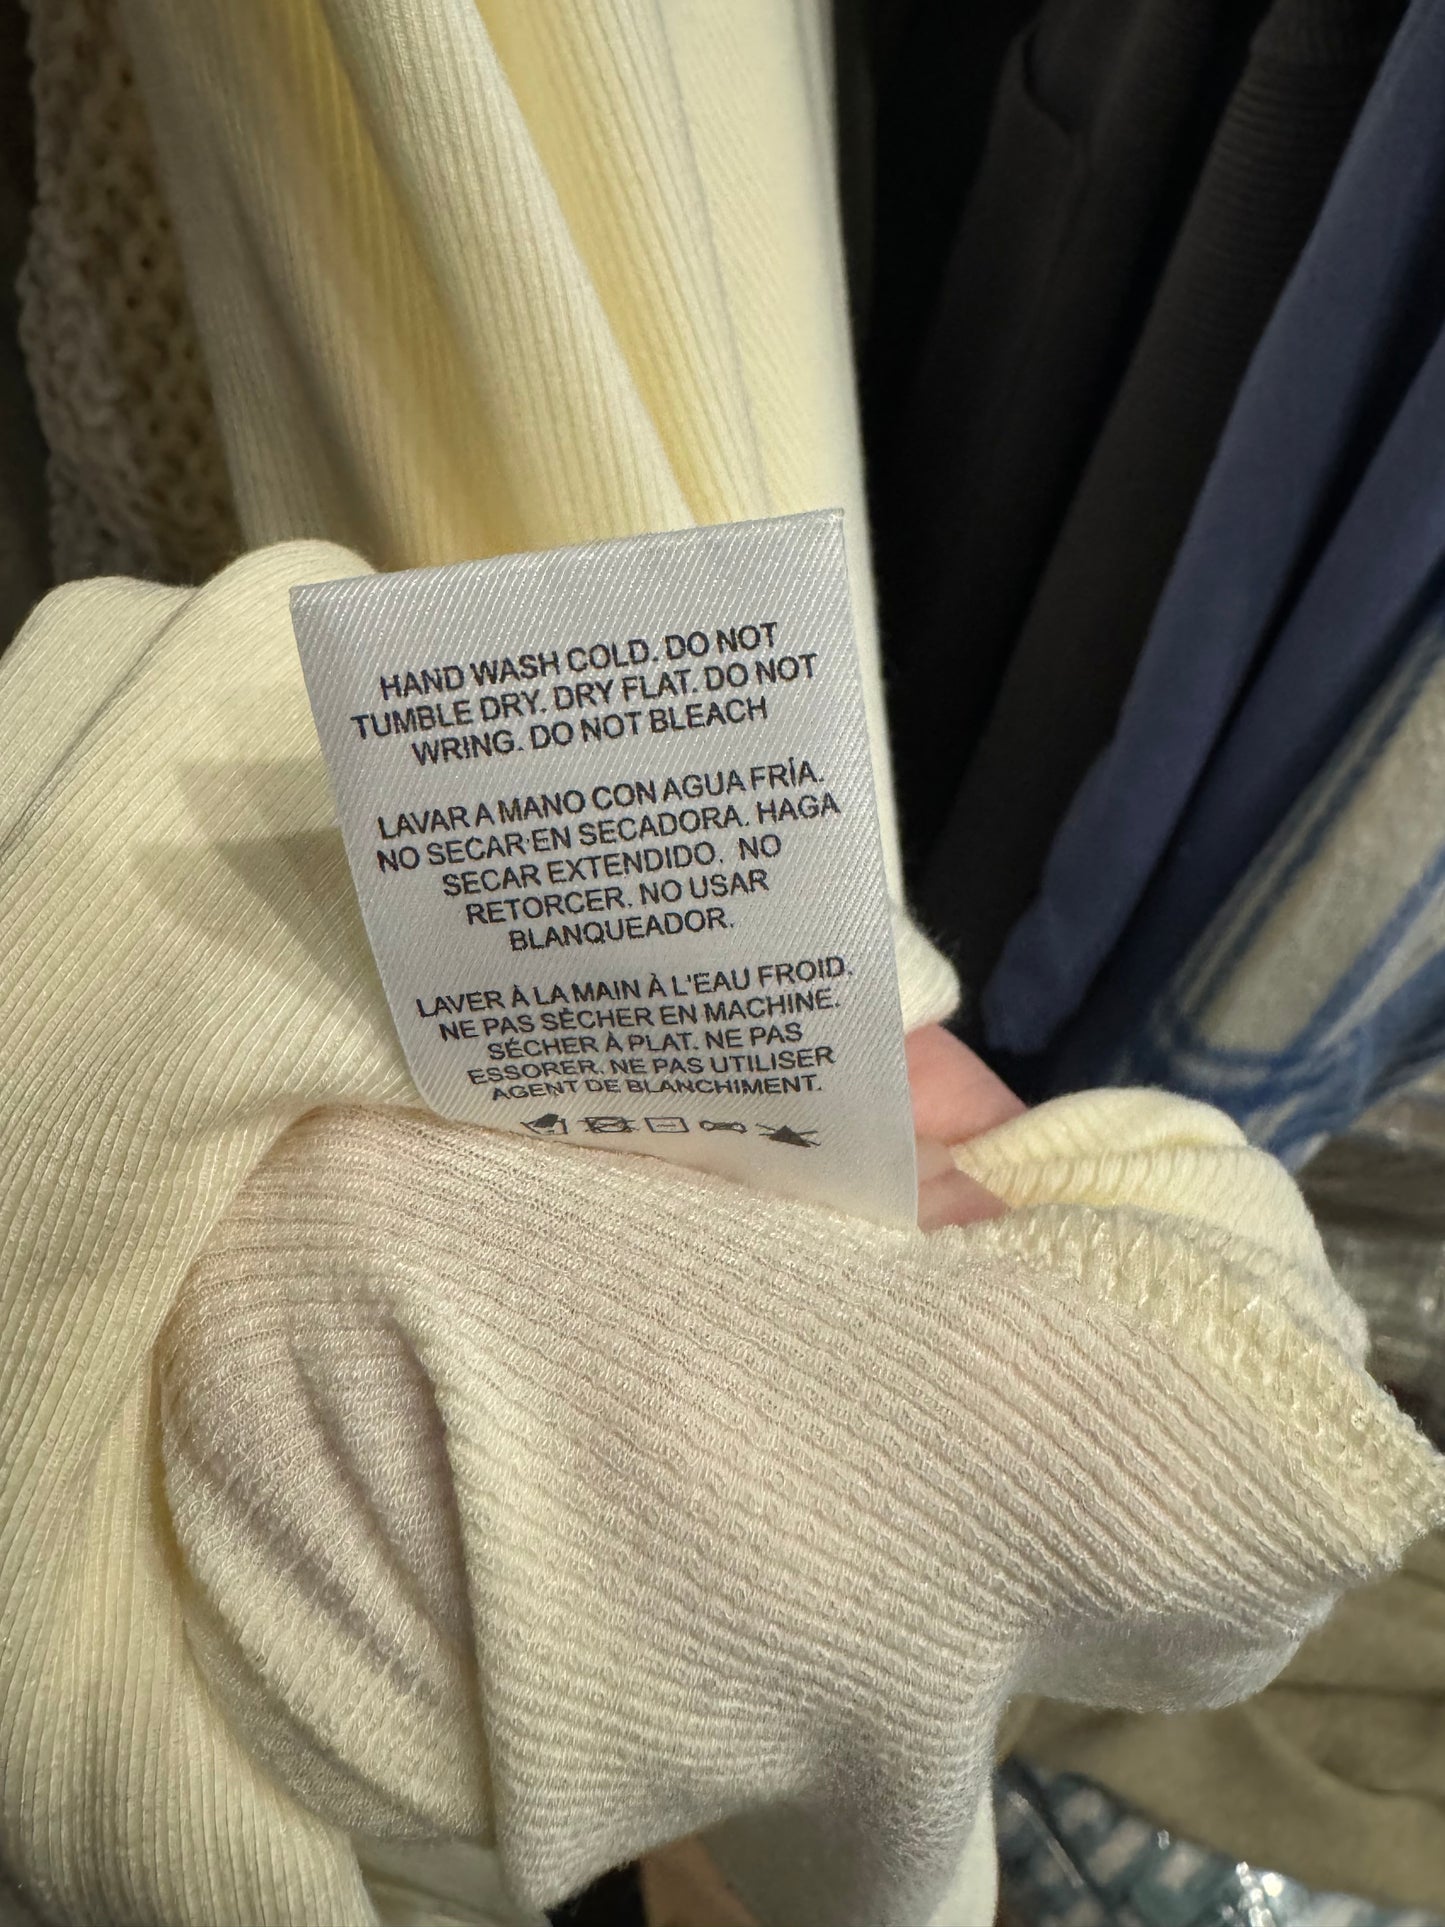 HAND WASH COLD. DO NOT
TUMBLE DRY. DRY FLAT. DO NOT
WRING. DO NOT BLEACH
LAVAR A MANO CON AGUA FRÍA.
NO SECAR EN SECADORA. HAGA
SECAR EXTENDIDO. NO
RETORCER. NO USAR
BLANQUEADOR.
LAVER À LA MAIN À L'EAU FROID.
NE PAS SÉCHER EN MACHINE.
SÉCHER À PLAT. NE PAS
ESSORER. NE PAS UTILISER
AGENT DE BLANCHIMENT.